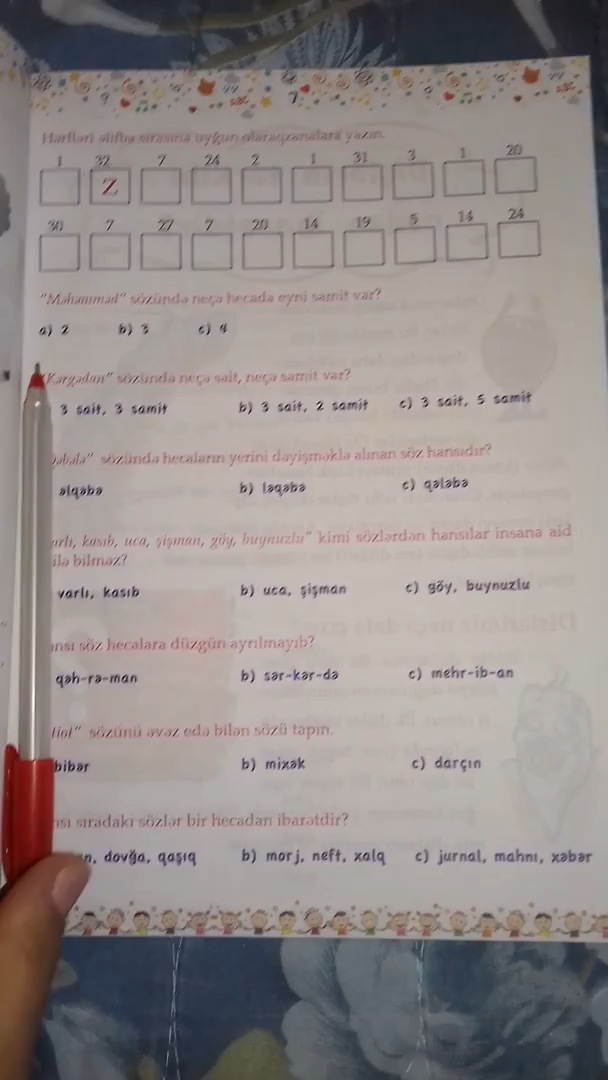 Hərfləri əlifba sırasına uyğun olaraq xanalara yazın.
1 32 7 24 2 1 31 3 1 20
Z
30 7 27 7 20 14 19 5 14 24
"Məhəmməd" sözündə neçə hecada eyni samit var?
a) 2 b) 3 c) 4
"Kərgədan" sözündə neçə sait, neçə samit var?
3 sait, 3 samit b) 3 sait, 2 samit c) 3 sait, 5 samit
sözündə hecaların yerini dəyişməklə alınan söz hansıdır?
əlqəbə b) ləqəbə c) qələbə
kasıb, uca, şişman, göy, buynuzlu" kimi sözlərdən hansılar insana aid
bilməz?
varlı, kasıb b) uca, şişman c) göy, buynuzlu
söz hecalara düzgün ayrılmayıb?
qəh-rə-man b) sər-kər-də c) mehr-ib-an
sözünü əvəz edə bilən sözü tapın.
bibər b) mixək c) darçın
sıradakı sözlər bir hecadan ibarətdir?
dovğa, qaşıq b) morj, neft, xalq c) jurnal, mahnı, xəbər